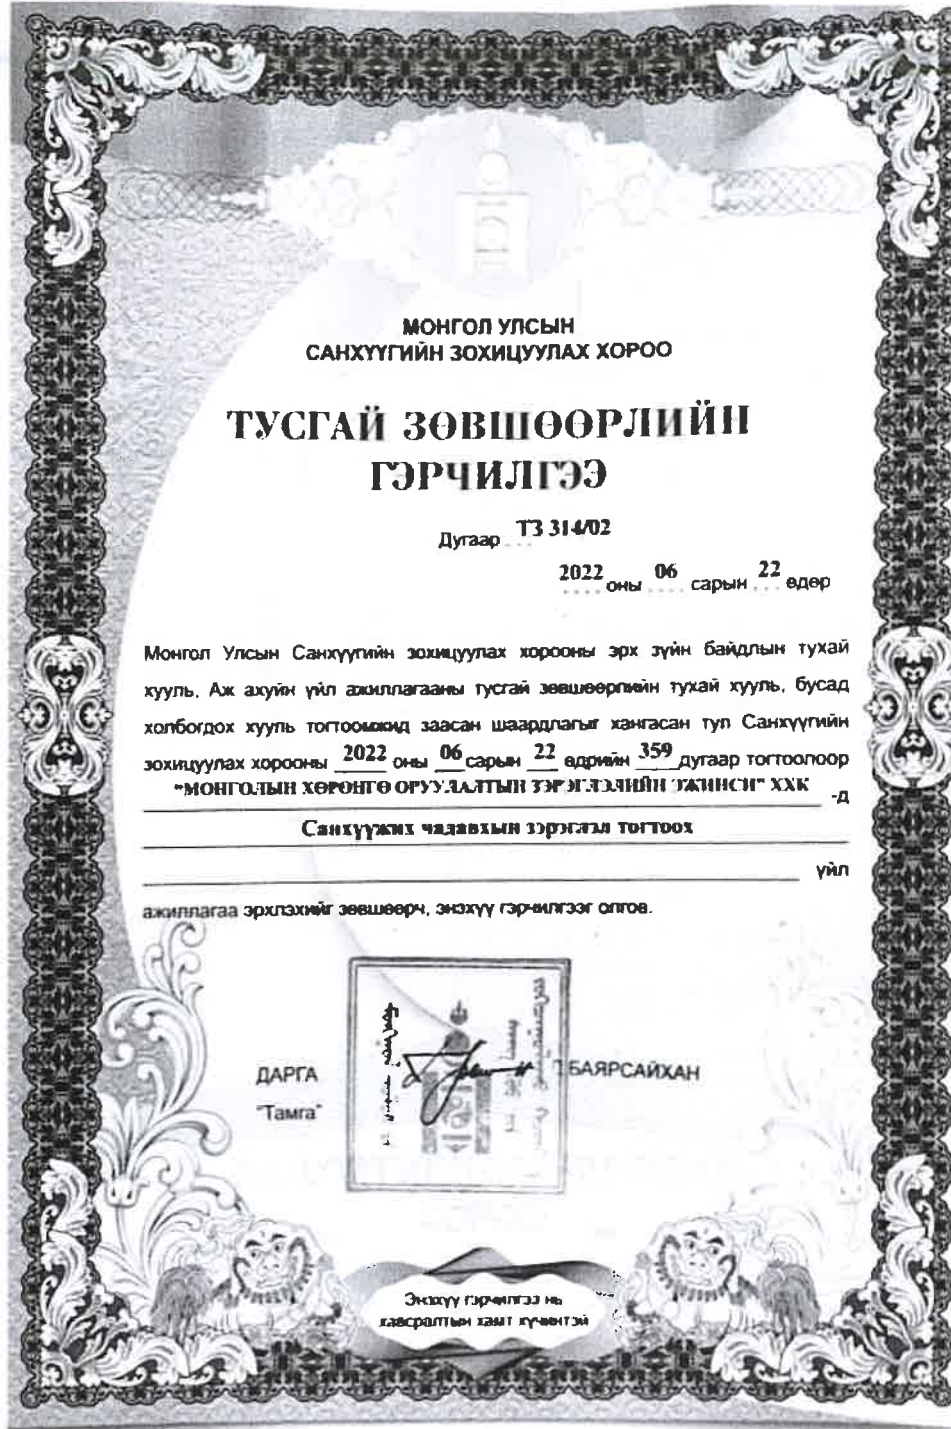 МОНГОЛ УЛСЫН
САНХҮҮГИЙН ЗОХИЦУУЛАХ ХОРОО
ТУСГАЙ ЗӨВШӨӨРЛИЙН
ГЭРЧИЛГЭЭ
Дугаар ТЗ 314/02
2022 оны 06 сарын 22 өдөр
Монгол Улсын Санхүүгийн зохицуулах хорооны эрх зүйн байдлын тухай
хууль, Аж ахуйн үйл ажиллагааны тусгай зөвшөөрлийн тухай хууль, бусад
холбогдох хууль тогтоомжид заасан шаардлагыг хангасан тул Санхүүгийн
зохицуулах хорооны 2022 оны 06 сарын 22 өдрийн 359 дугаар тогтоолоор
"МОНГОЛЫН ХӨРӨНГӨ ОРУУЛАЛТЫН ЗЭРЭГЛЭЛИЙН ЭЖИНСИ" ХХК -д
Санхүүжих чадавхын зэрэглэл тогтоох
үйл
ажиллагаа эрхлэхийг зөвшөөрч, энэхүү гэрчилгээг олгов.
ДАРГА БАЯРСАЙХАН
"Тамга"
Энэхүү гэрчилгээ нь
хавсралтын хамт хүчинтэй